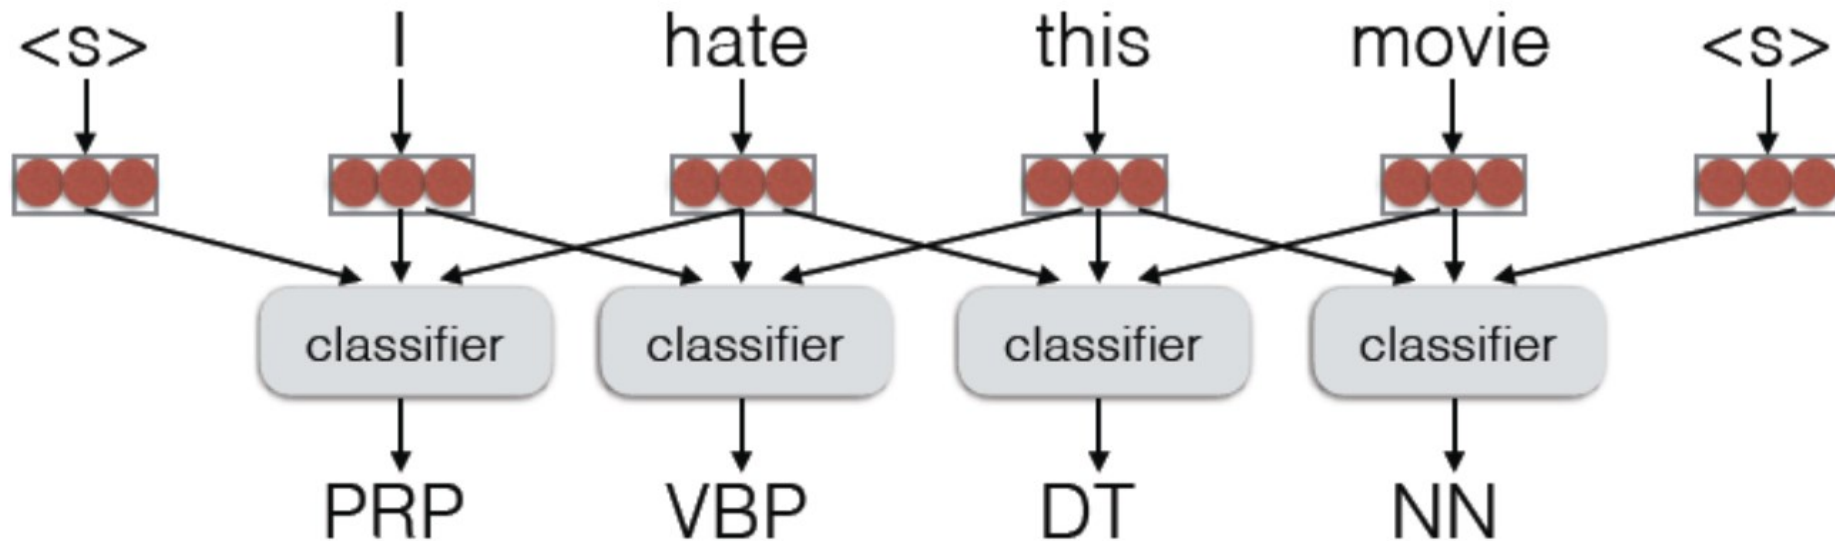 <s> I hate this movie <s>
classifier classifier classifier classifier
PRP VBP DT NN